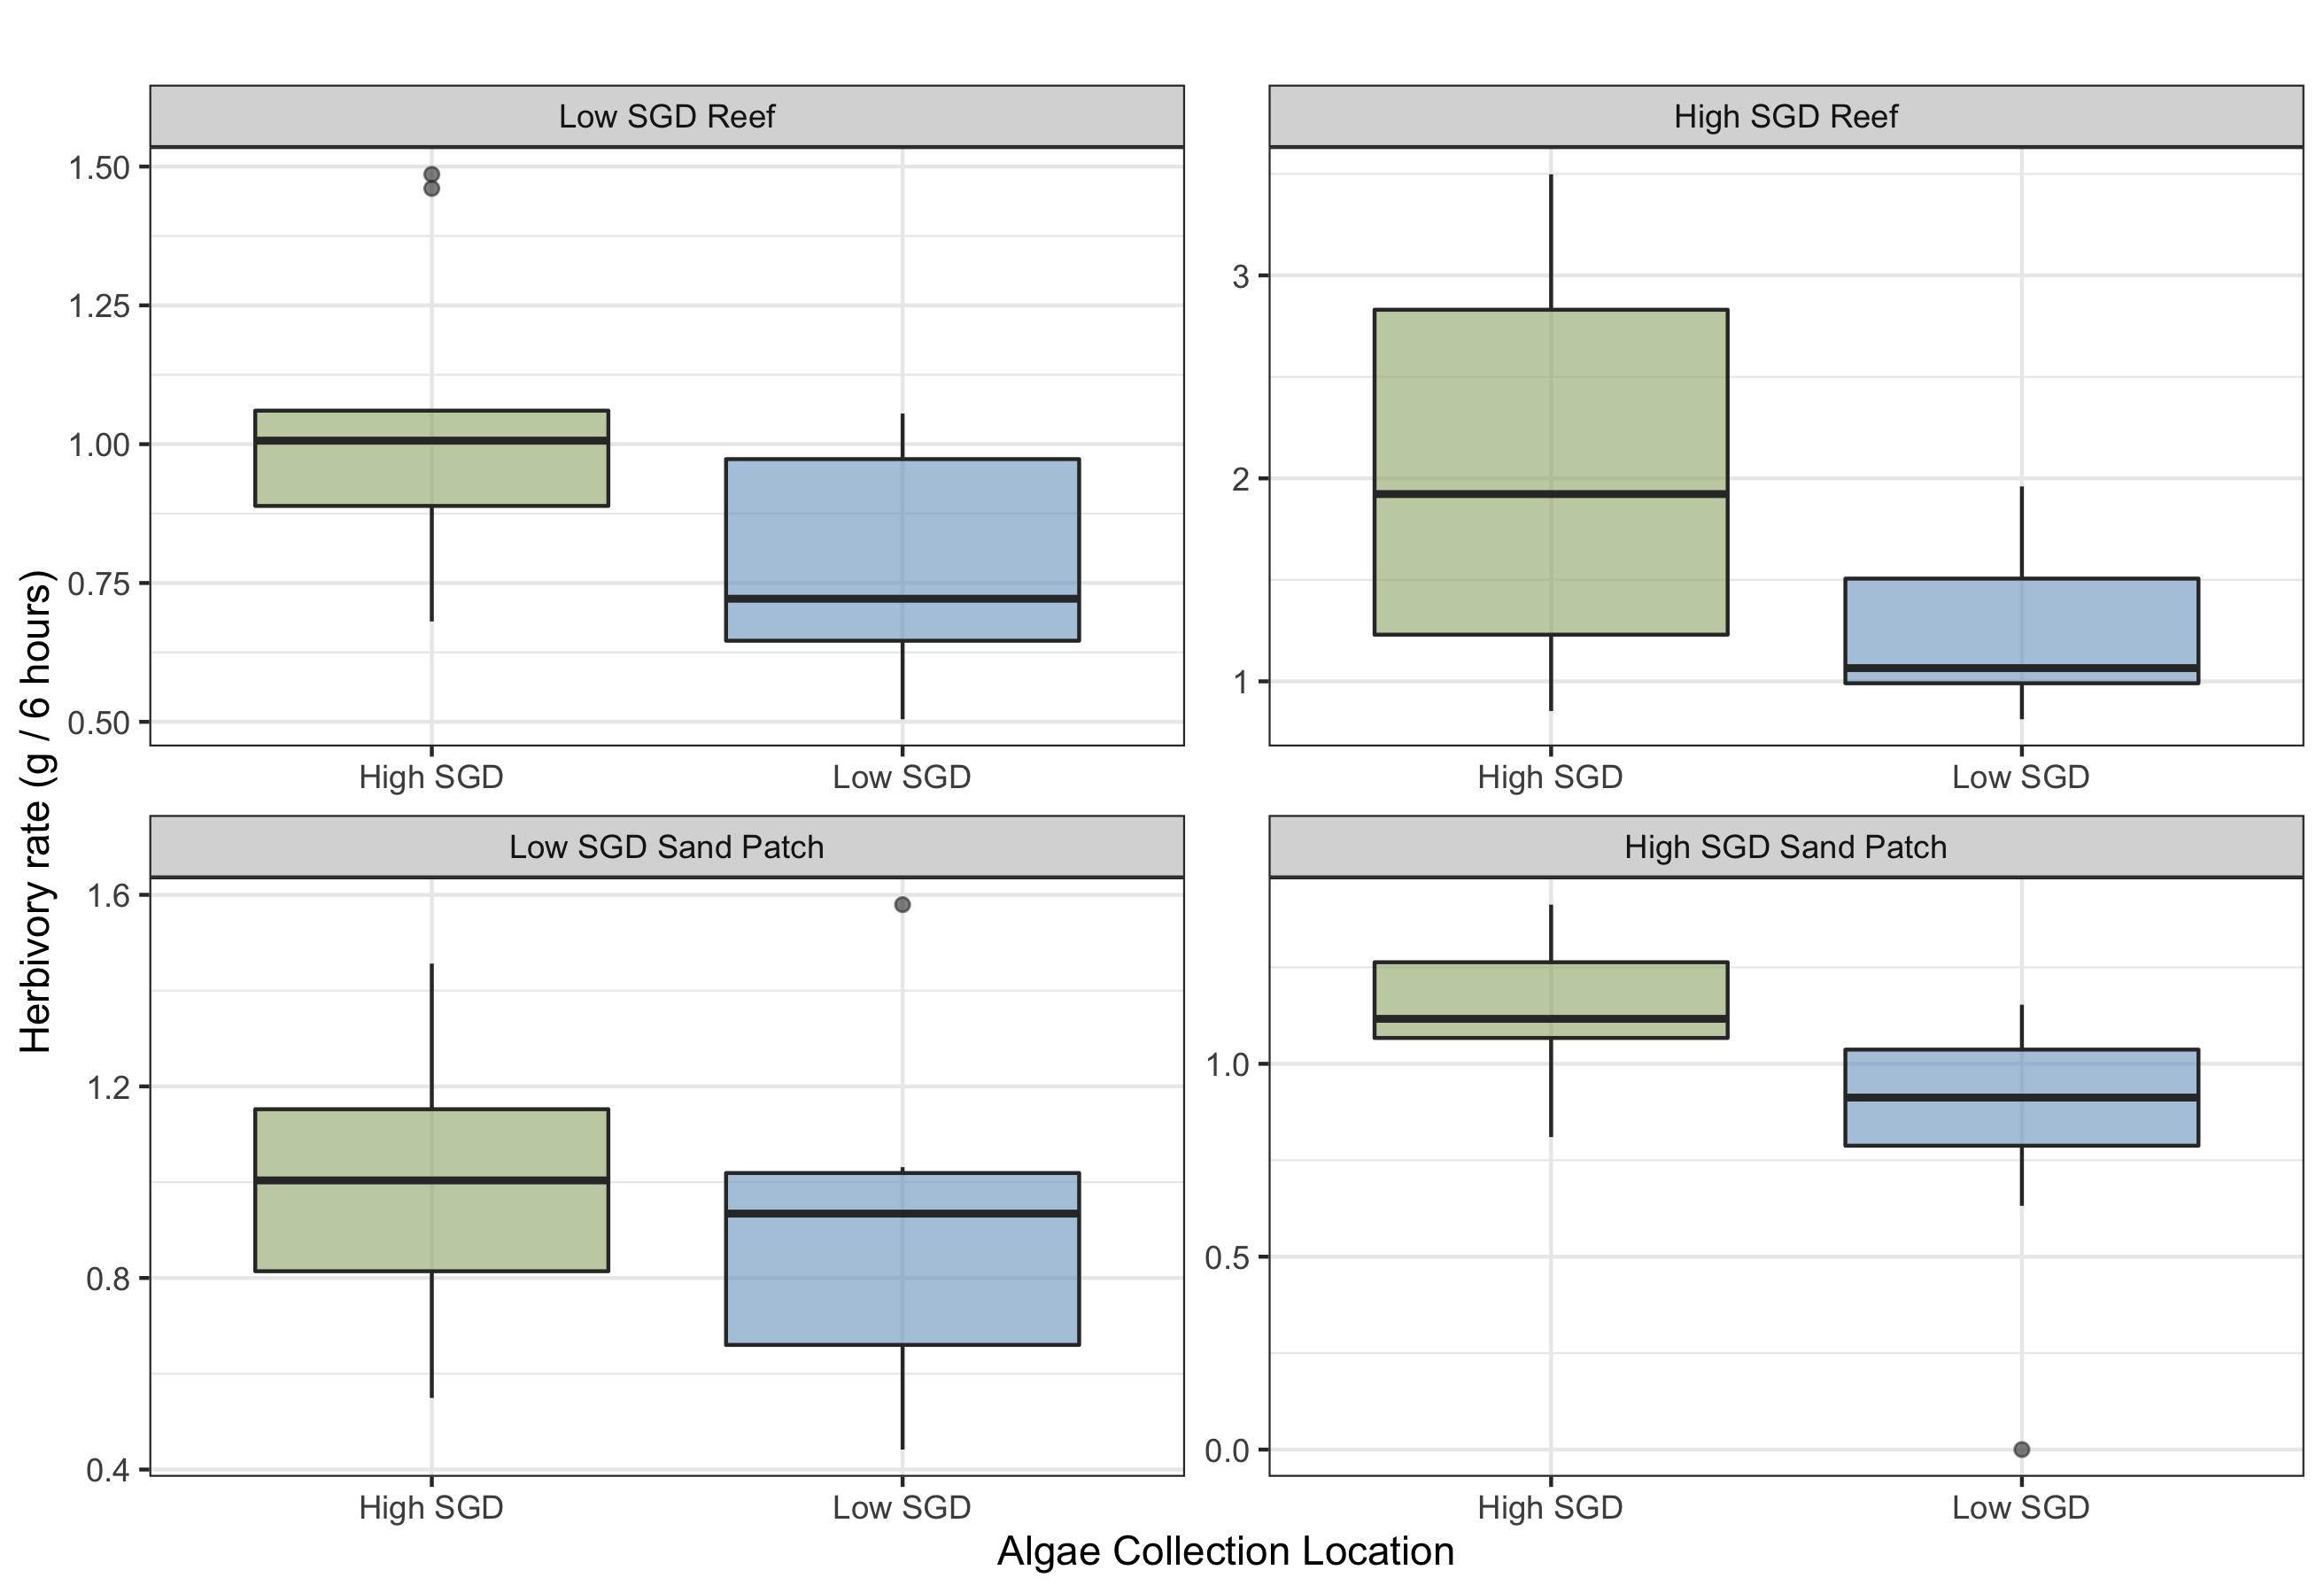 Low SGD Reef
High SGD Reef
1.50
1.25
1.00
0.75
0.50
3
2
1
High SGD
Low SGD
High SGD
Low SGD
Herbivory rate (g / 6 hours)
Low SGD Sand Patch
High SGD Sand Patch
1.6
1.2
0.8
0.4
1.0
0.5
0.0
High SGD
Low SGD
High SGD
Low SGD
Algae Collection Location